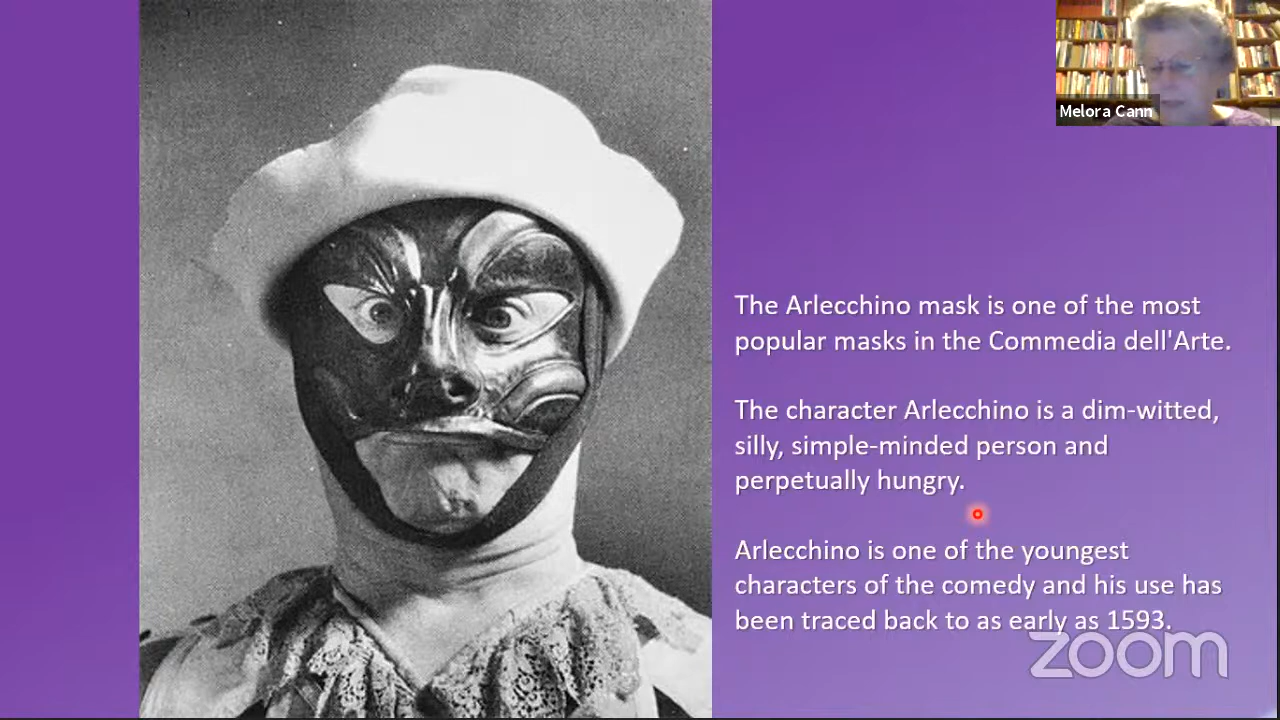 Melora Cann
The Arlecchino mask is one of the most
popular masks in the Commedia dell'Arte.
The character Arlecchino is a dim-witted,
silly, simple-minded person and
perpetually hungry.
Arlecchino is one of the youngest
characters of the comedy and his use has
been traced back to as early as 1593.
zoom